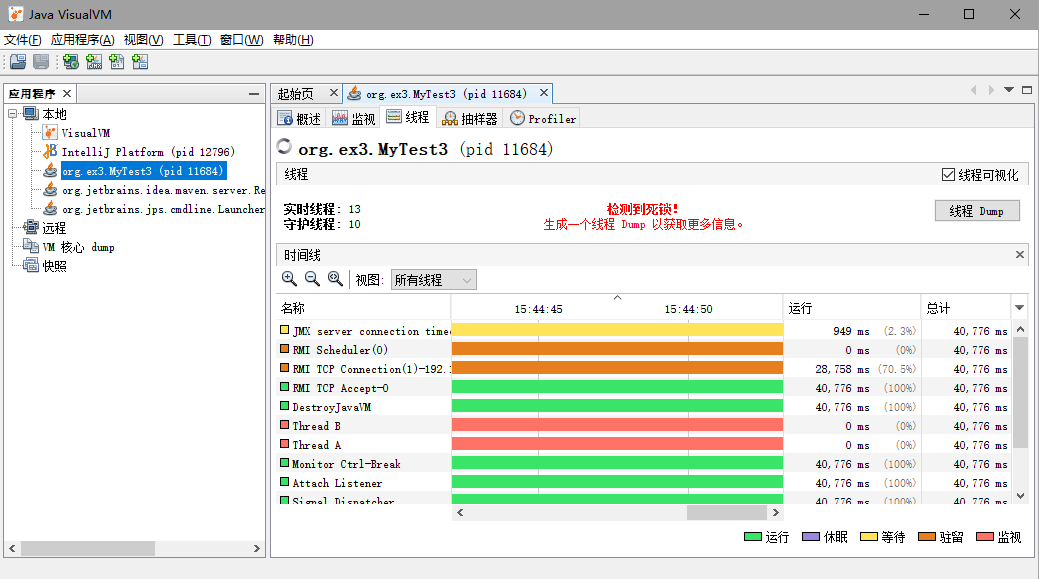 Java VisualVM
文件(F) 应用程序(A) 视图(V) 工具(T) 窗口(W) 帮助(H)
应用程序
本地
VisualVM
IntelliJ Platform (pid 12796)
org.ex3.MyTest3 (pid 11684)
org.jetbrains.idea.maven.server.Re
org.jetbrains.jps.cmdline.Launcher
远程
VM 核心 dump
快照
起始页 org.ex3.MyTest3 (pid 11684)
概述 监视 线程 抽样器 Profiler
org.ex3.MyTest3 (pid 11684)
线程 线程可视化
实时线程: 13
守护线程: 10
检测到死锁!
生成一个线程 Dump 以获取更多信息。
线程 Dump
时间线
视图: 所有线程
名称 15:44:45 15:44:50 运行 总计
JMX server connection timeo 949 ms (2.3%) 40,776 ms
RMI Scheduler(0) 0 ms (0%) 40,776 ms
RMI TCP Connection(1)-192.1 28,758 ms (70.5%) 40,776 ms
RMI TCP Accept-0 40,776 ms (100%) 40,776 ms
DestroyJavaVM 40,776 ms (100%) 40,776 ms
Thread B 0 ms (0%) 40,776 ms
Thread A 0 ms (0%) 40,776 ms
Monitor Ctrl-Break 40,776 ms (100%) 40,776 ms
Attach Listener 40,776 ms (100%) 40,776 ms
Signal Dispatcher 40,776 ms (100%) 40,776 ms
运行 休眠 等待 驻留 监视